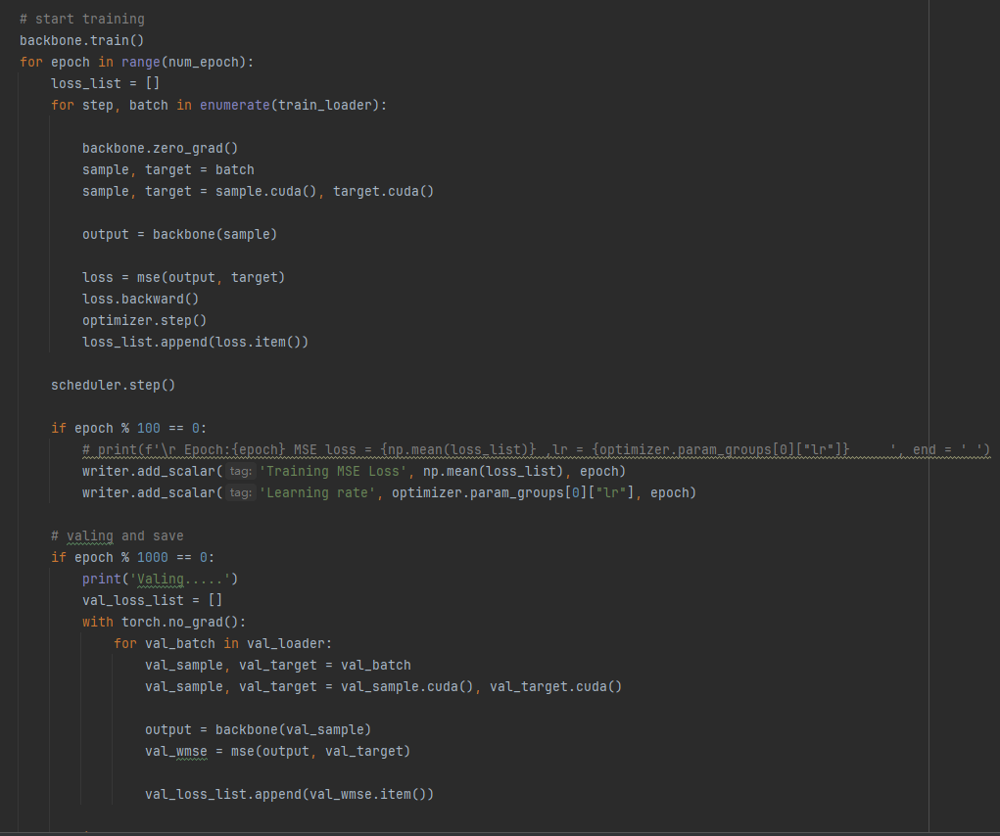 # start training
backbone.train()
for epoch in range(num_epoch):
    loss_list = []
    for step, batch in enumerate(train_loader):

        backbone.zero_grad()
        sample, target = batch
        sample, target = sample.cuda(), target.cuda()

        output = backbone(sample)

        loss = mse(output, target)
        loss.backward()
        optimizer.step()
        loss_list.append(loss.item())

    scheduler.step()

    if epoch % 100 == 0:
        # print(f'\r Epoch:{epoch} MSE loss = {np.mean(loss_list)} ,lr = {optimizer.param_groups[0]["lr"]}     ', end = ' ')
        writer.add_scalar( tag: 'Training MSE Loss', np.mean(loss_list), epoch)
        writer.add_scalar( tag: 'Learning rate', optimizer.param_groups[0]["lr"], epoch)

    # valing and save
    if epoch % 1000 == 0:
        print('Valing.....')
        val_loss_list = []
        with torch.no_grad():
            for val_batch in val_loader:
                val_sample, val_target = val_batch
                val_sample, val_target = val_sample.cuda(), val_target.cuda()

                output = backbone(val_sample)
                val_wmse = mse(output, val_target)

                val_loss_list.append(val_wmse.item())